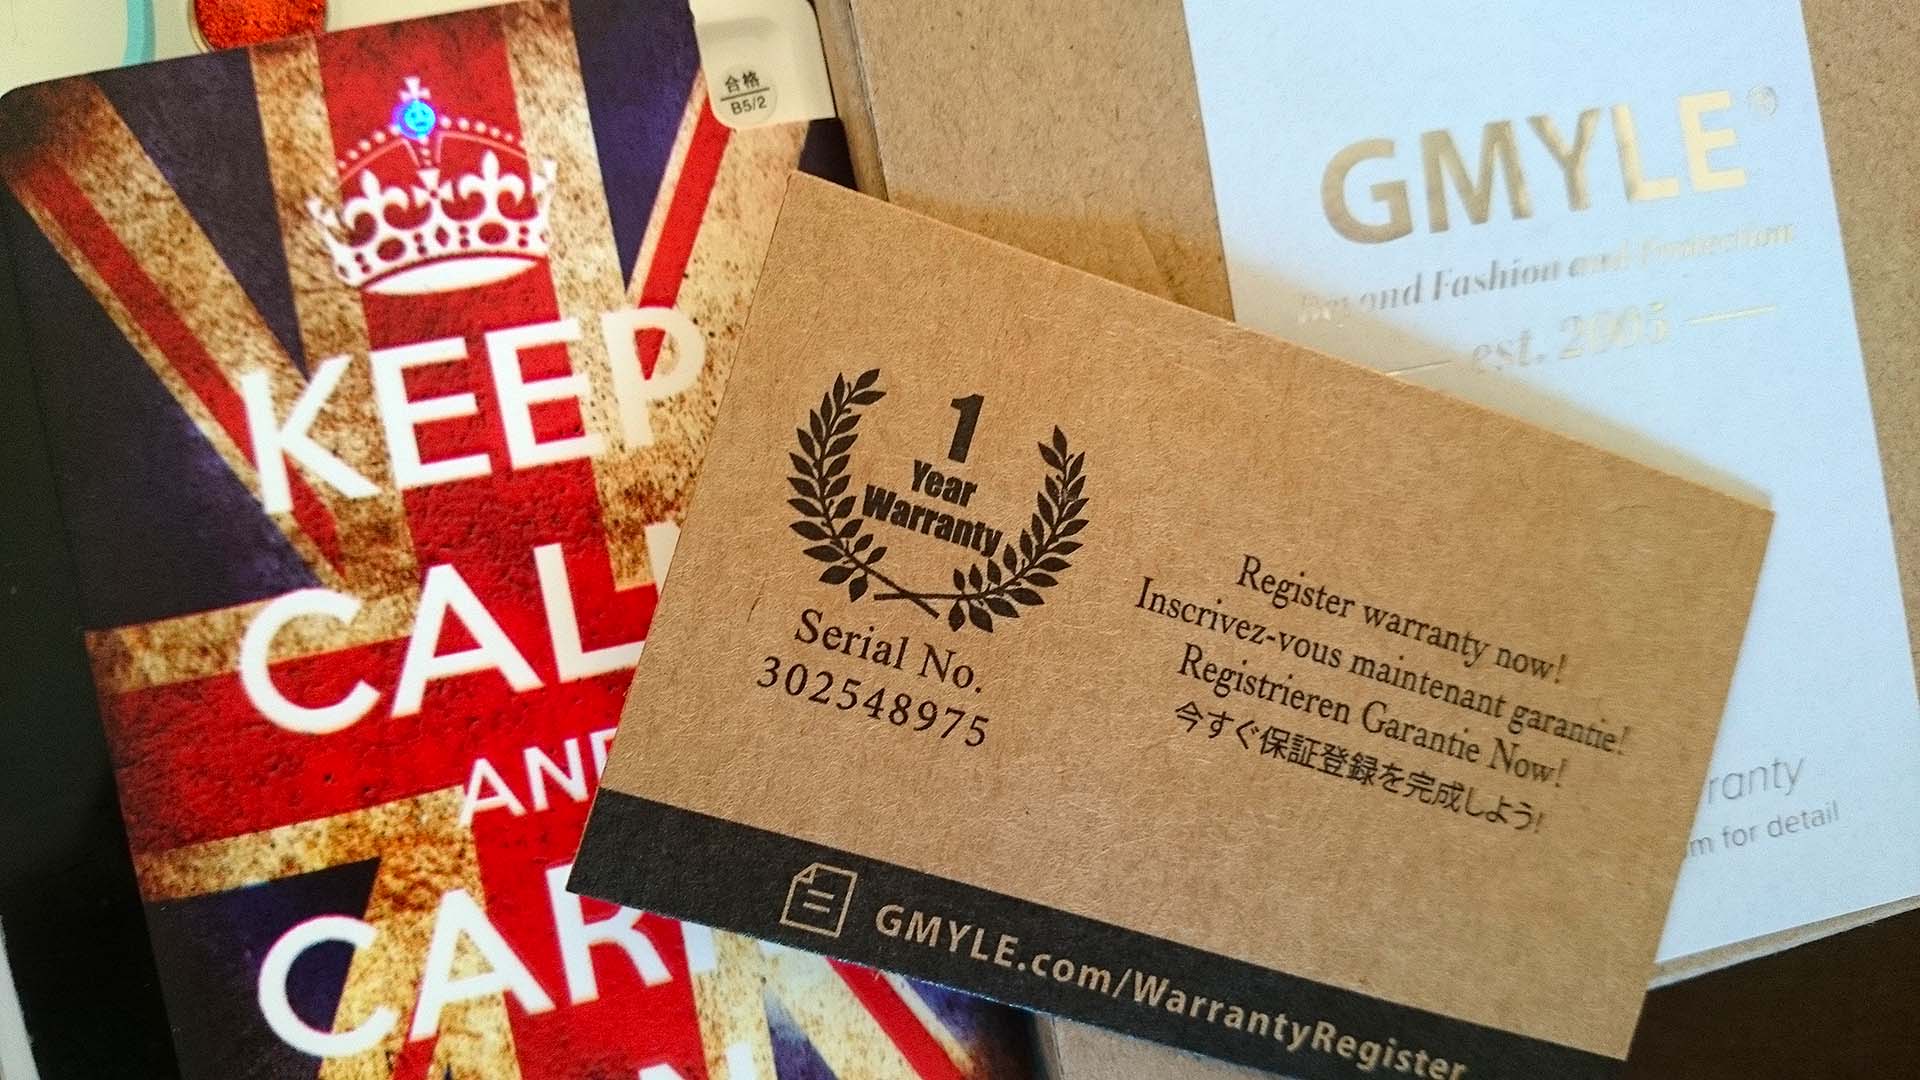 合格
B5/2
KEEP
CAL
AND
CAR
GMYLE®
Beyond Fashion and Protection
est. 2005
1
Year
Warranty
Serial No.
302548975
Register warranty now!
Inscrivez-vous maintenant garantie!
Registrieren Garantie Now!
今すぐ保証登録を完成しよう!
GMYLE.com/WarrantyRegister
ranty
m for detail